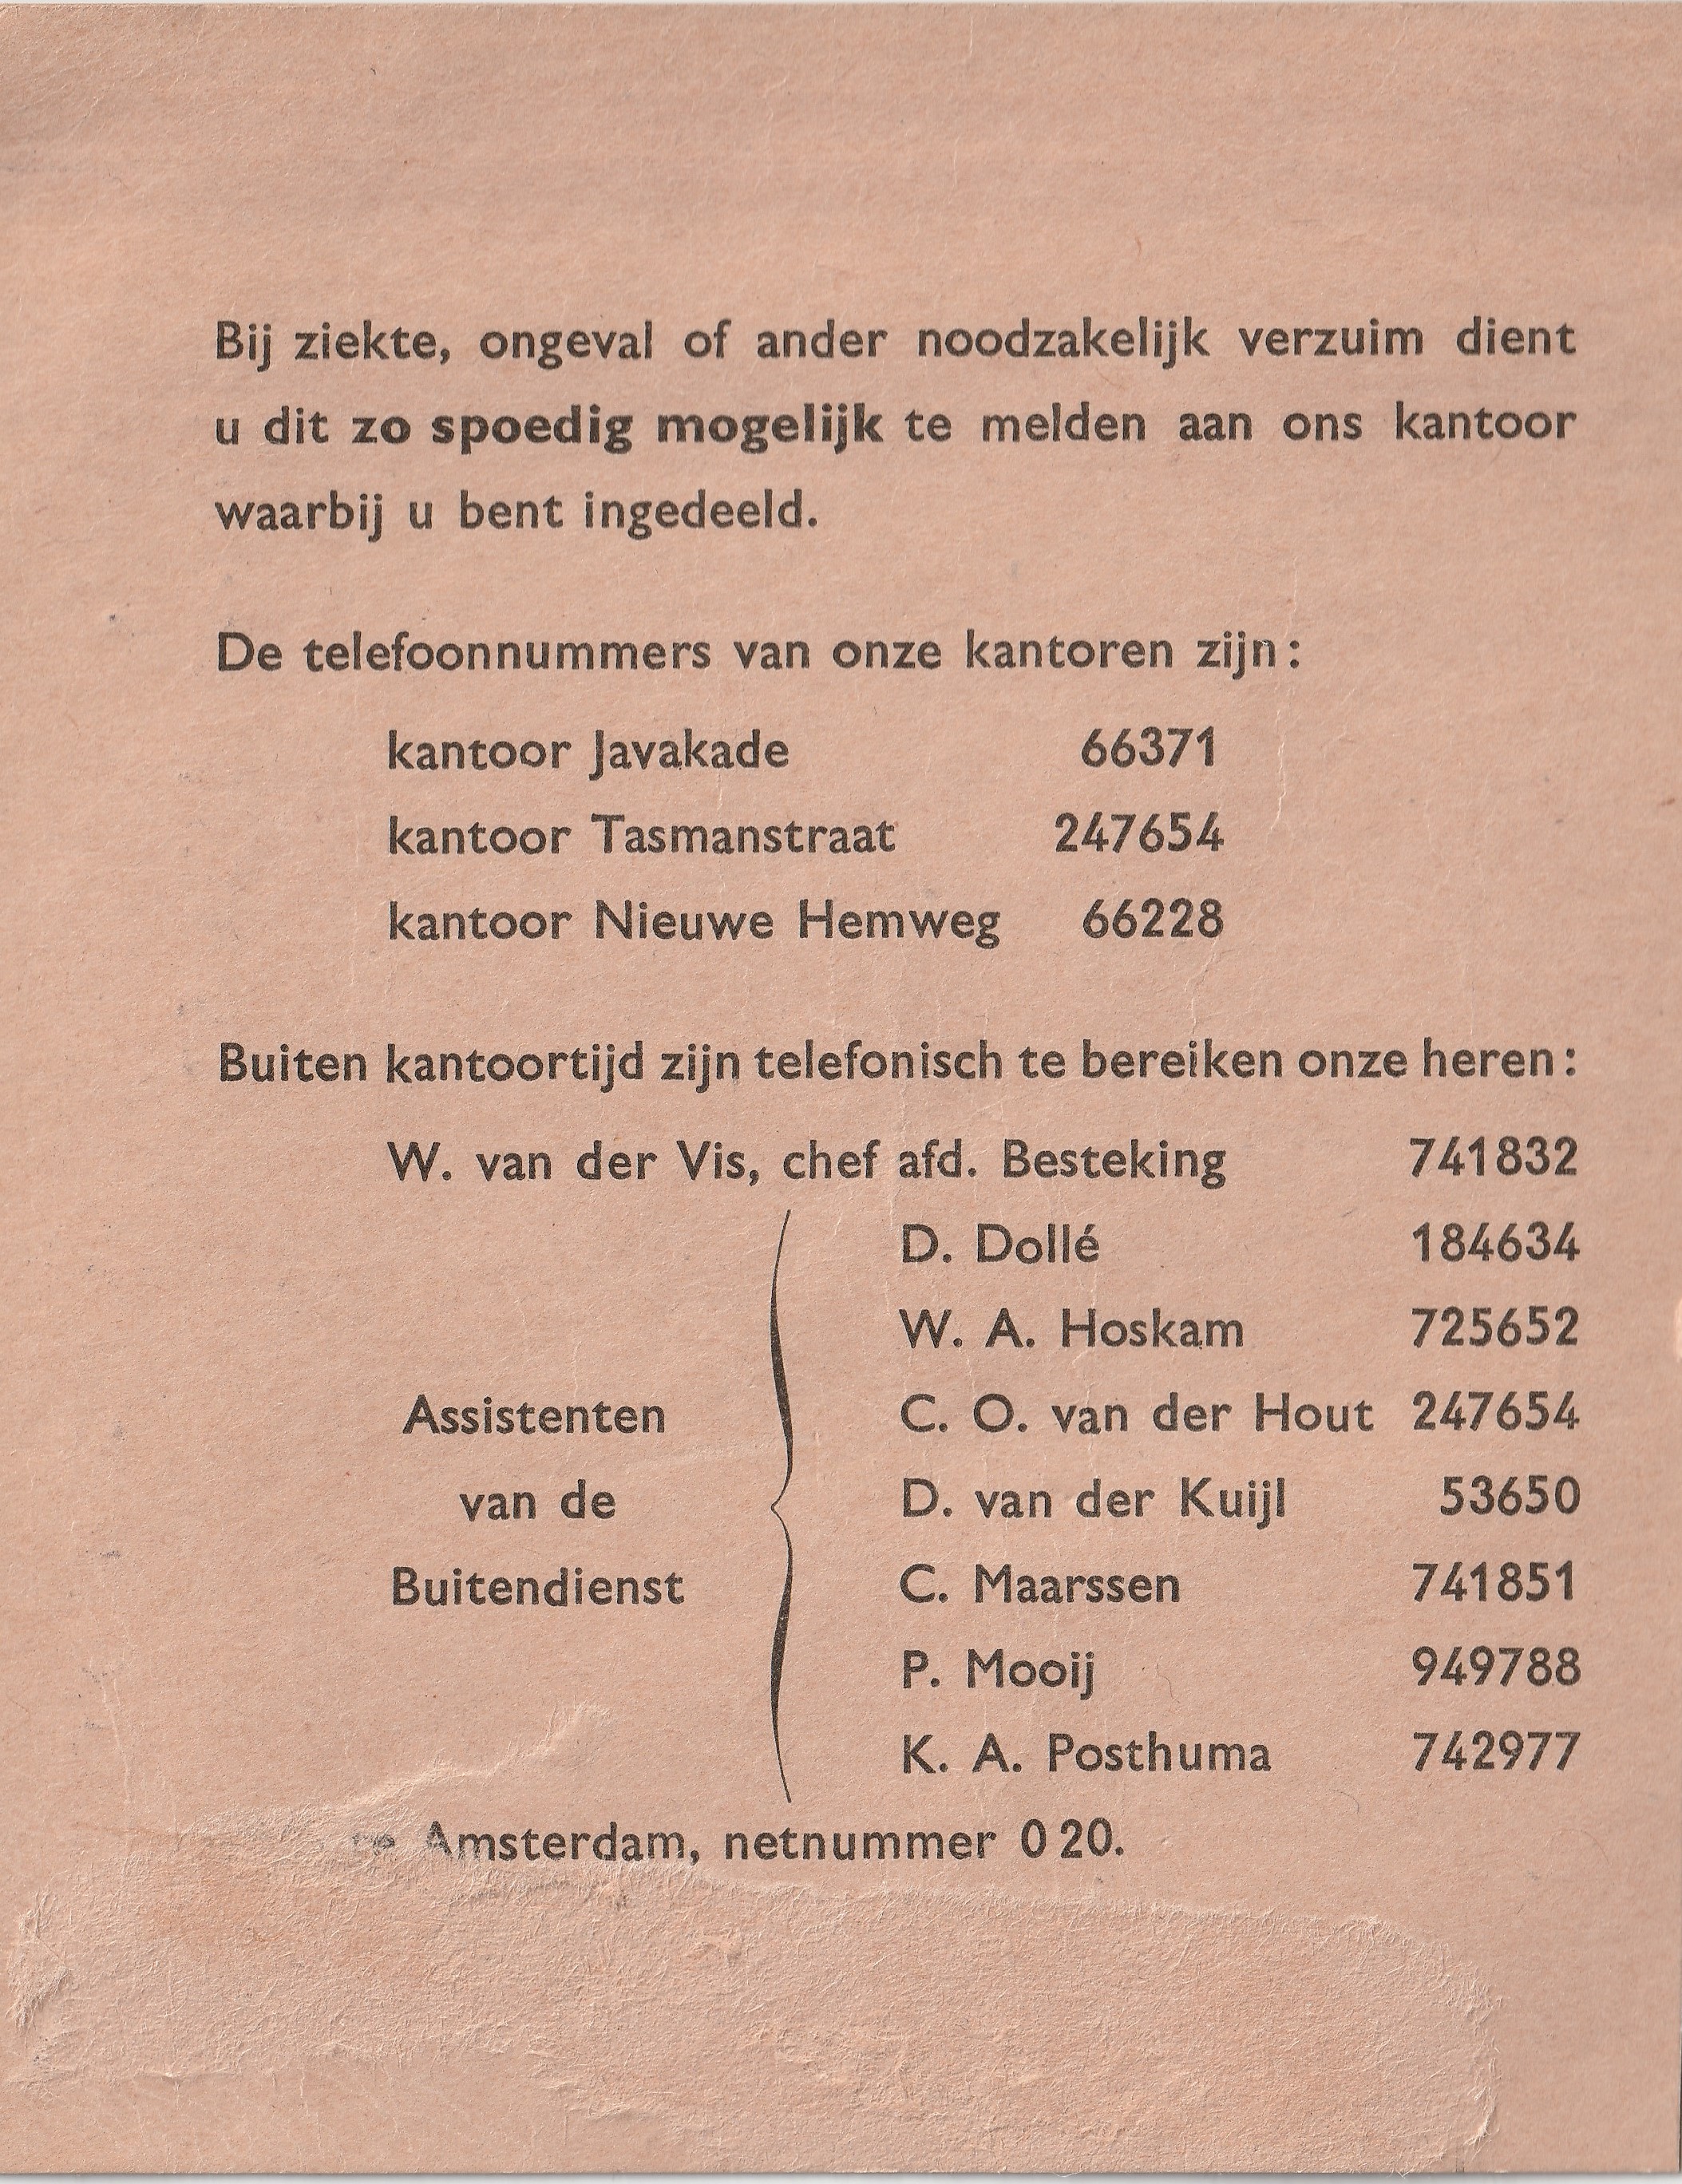 Bij ziekte, ongeval of ander noodzakelijk verzuim dient
u dit zo spoedig mogelijk te melden aan ons kantoor
waarbij u bent ingedeeld.
De telefoonnummers van onze kantoren zijn:
kantoor Javakade 66371
kantoor Tasmanstraat 247654
kantoor Nieuwe Hemweg 66228
Buiten kantoortijd zijn telefonisch te bereiken onze heren:
W. van der Vis, chef afd. Besteking 741832
D. Dollé 184634
W. A. Hoskam 725652
Assistenten C. O. van der Hout 247654
van de D. van der Kuijl 53650
Buitendienst C. Maarssen 741851
P. Mooij 949788
K. A. Posthuma 742977
Amsterdam, netnummer 020.